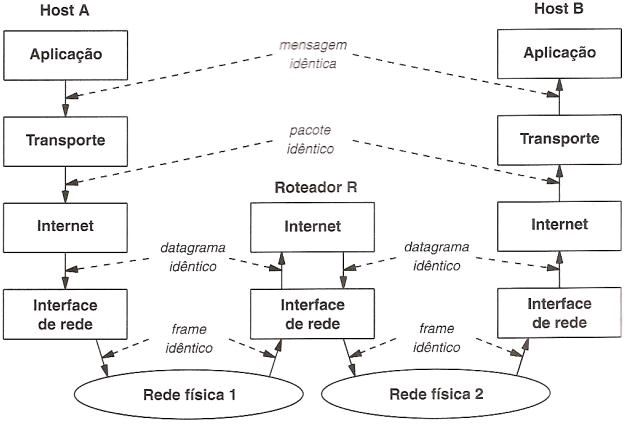 Host A
Host B
Aplicação
mensagem
idêntica
Aplicação
Transporte
pacote
idêntico
Transporte
Roteador R
Internet
Internet
Internet
datagrama
idêntico
datagrama
idêntico
Interface
de rede
Interface
de rede
Interface
de rede
frame
idêntico
frame
idêntico
Rede física 1
Rede física 2